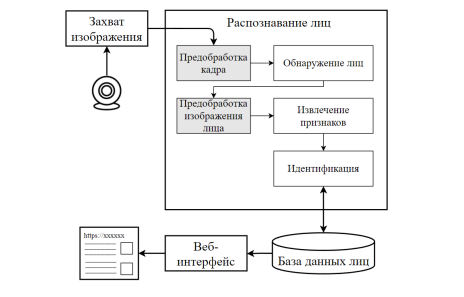 Захват
изображения
Распознавание лиц
Предобработка
кадра
Обнаружение лиц
Предобработка
изображения
лица
Извлечение
признаков
Идентификация
https://xxxxxx
Веб-
интерфейс
База данных лиц